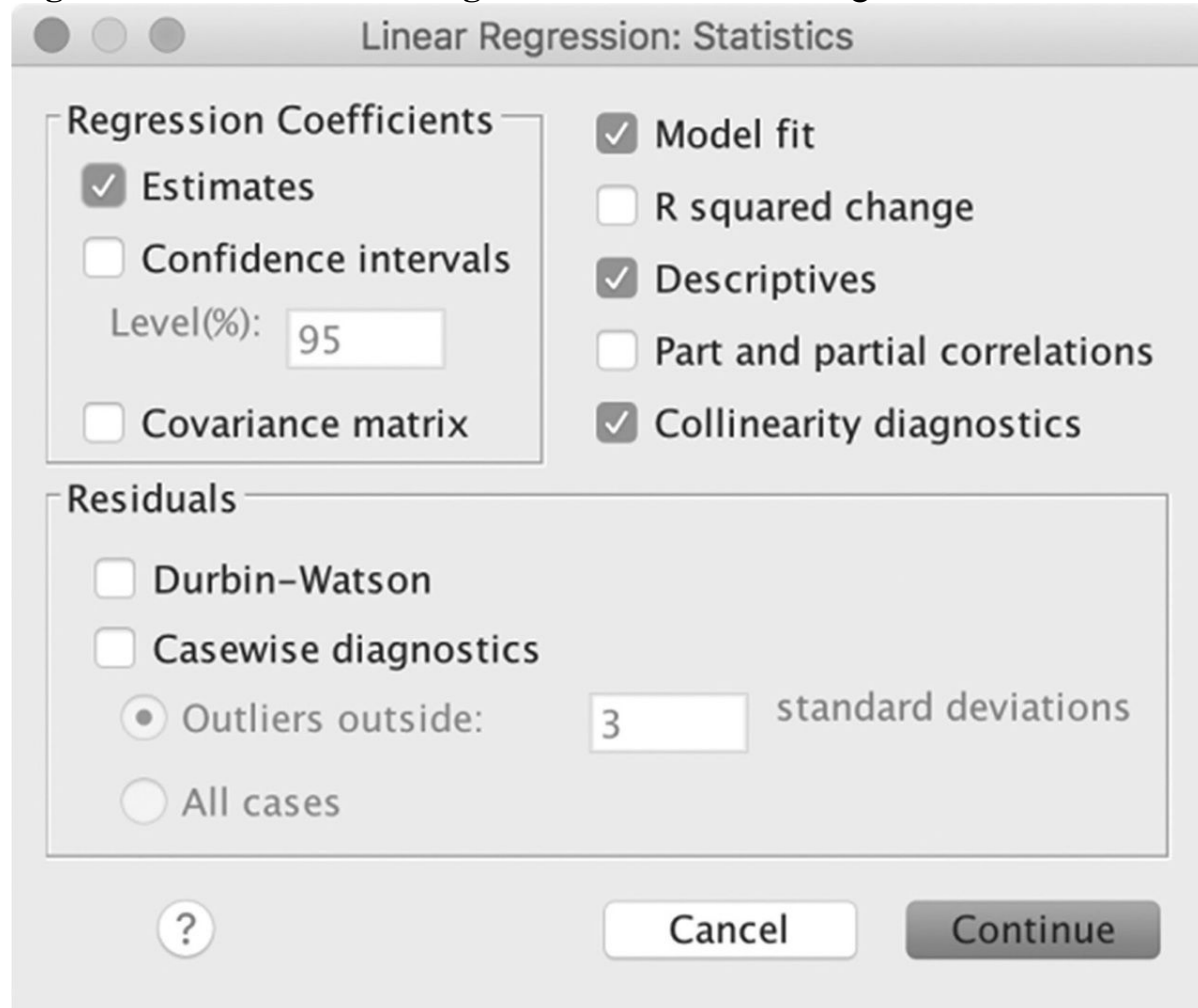 Linear Regression: Statistics
Regression Coefficients
Estimates
Confidence intervals
Level(%): 95
Covariance matrix
Model fit
R squared change
Descriptives
Part and partial correlations
Collinearity diagnostics
Residuals
Durbin-Watson
Casewise diagnostics
Outliers outside: 3 standard deviations
All cases
?
Cancel Continue